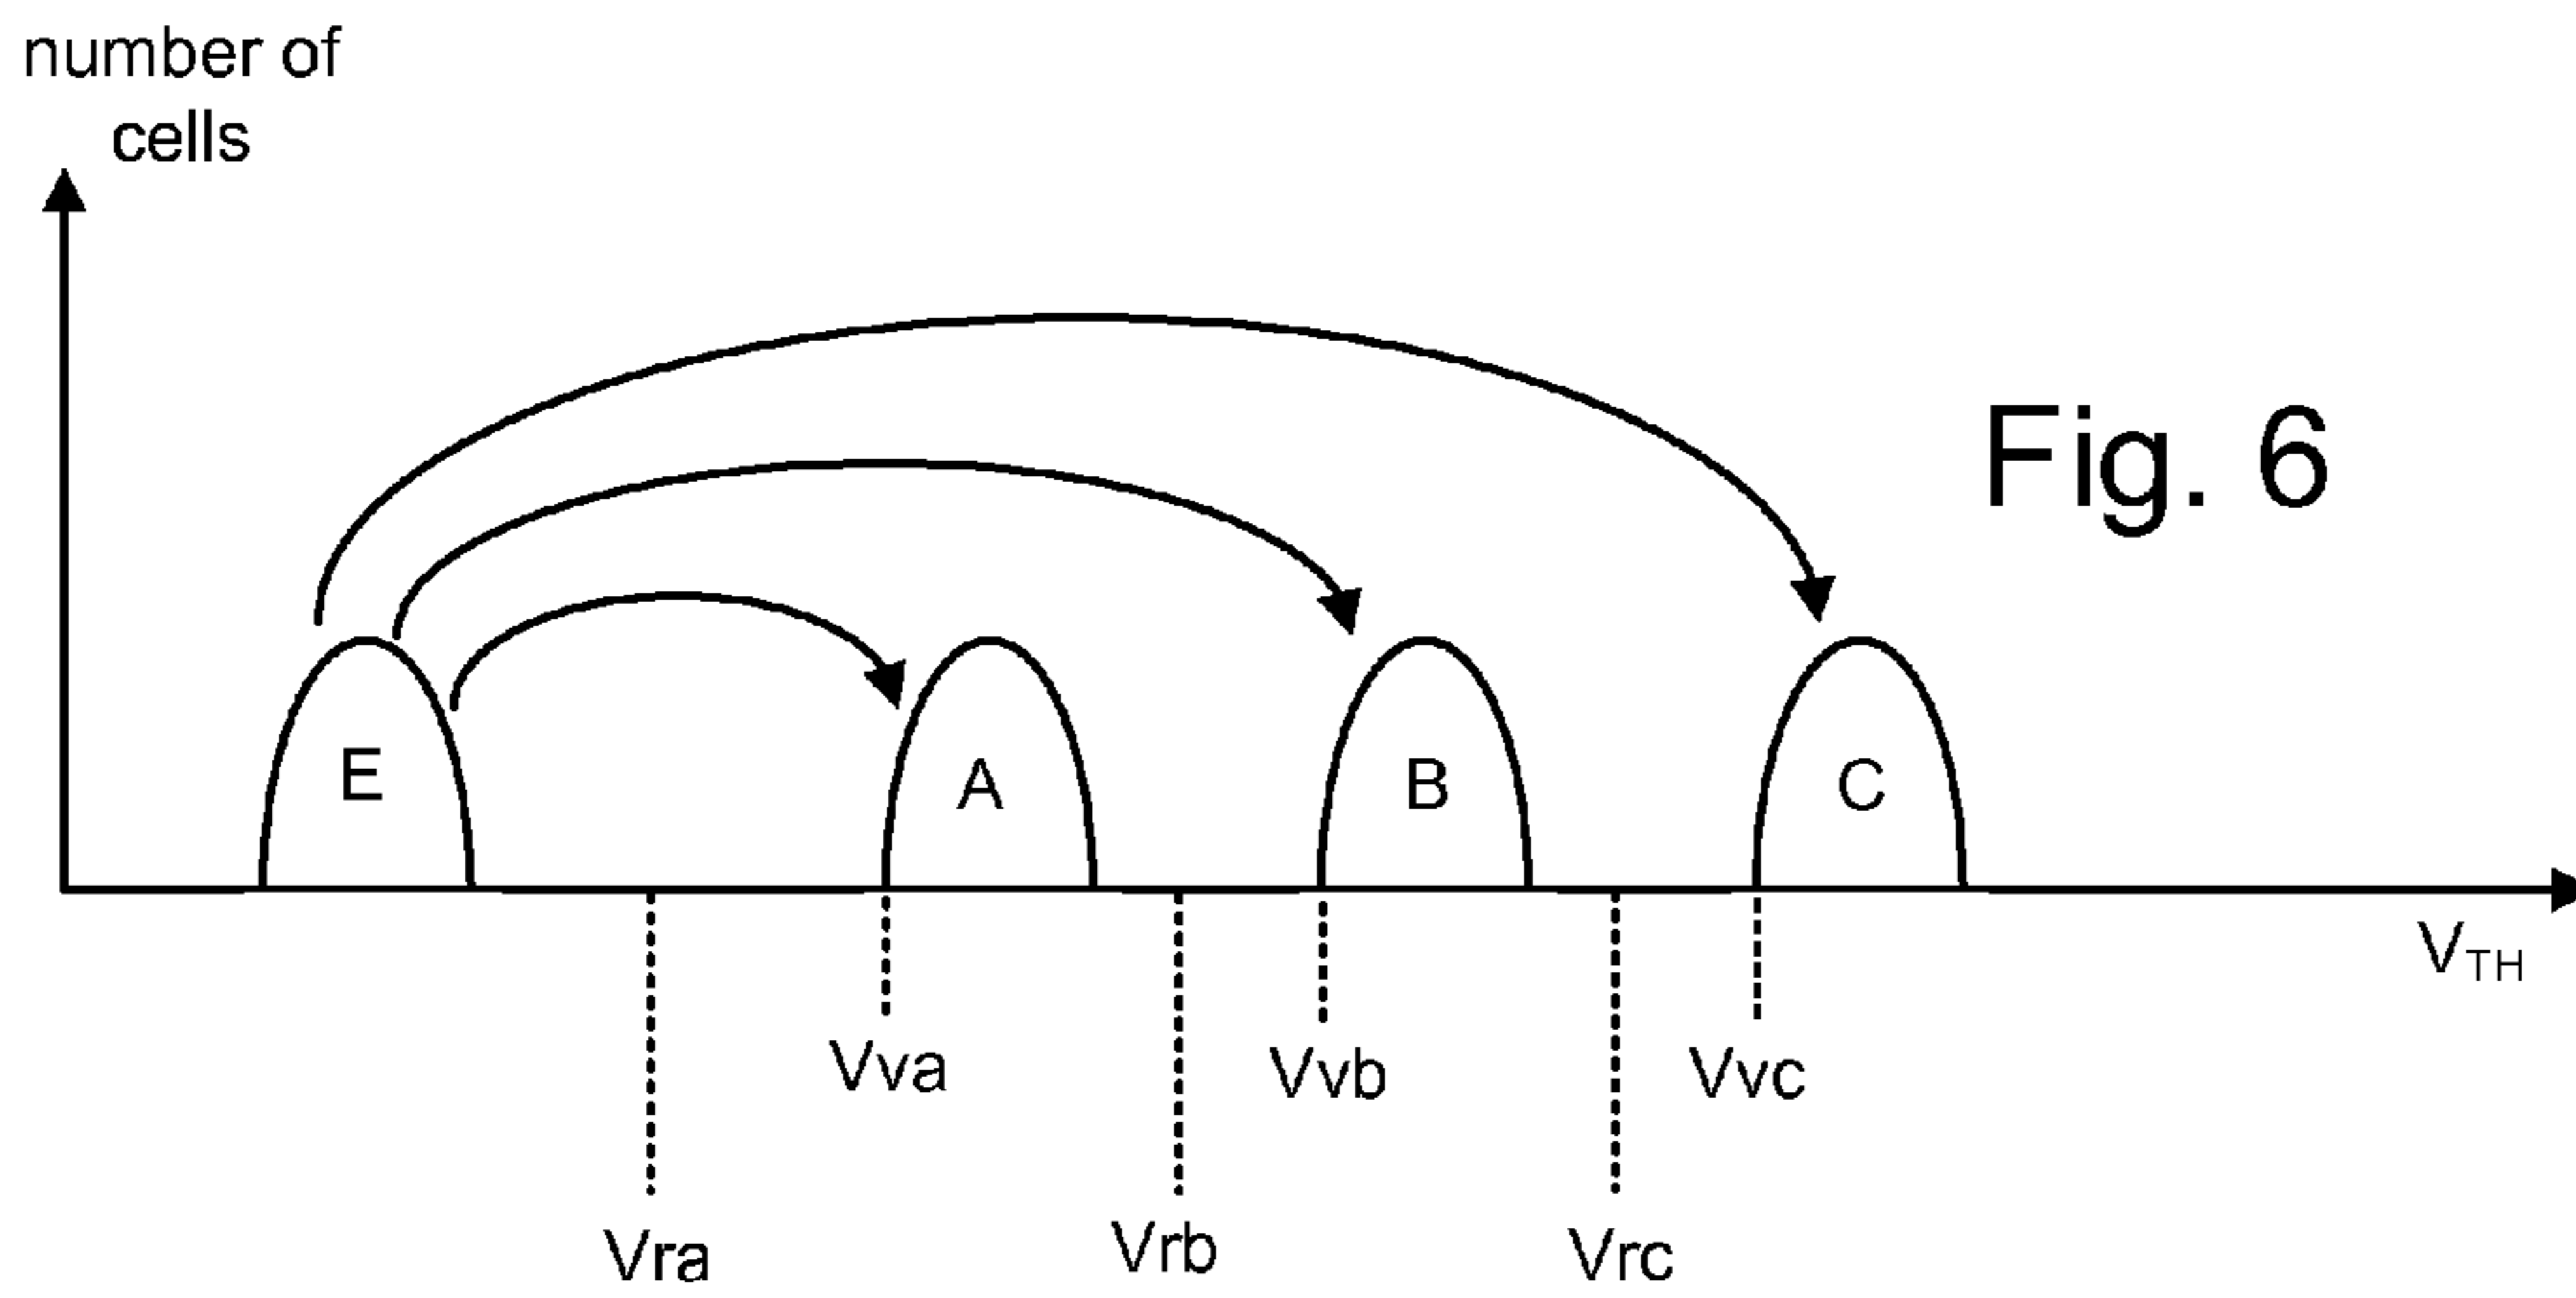 number of
cells
Fig. 6
E
A
B
C
V_TH
Vva
Vvb
Vvc
Vra
Vrb
Vrc